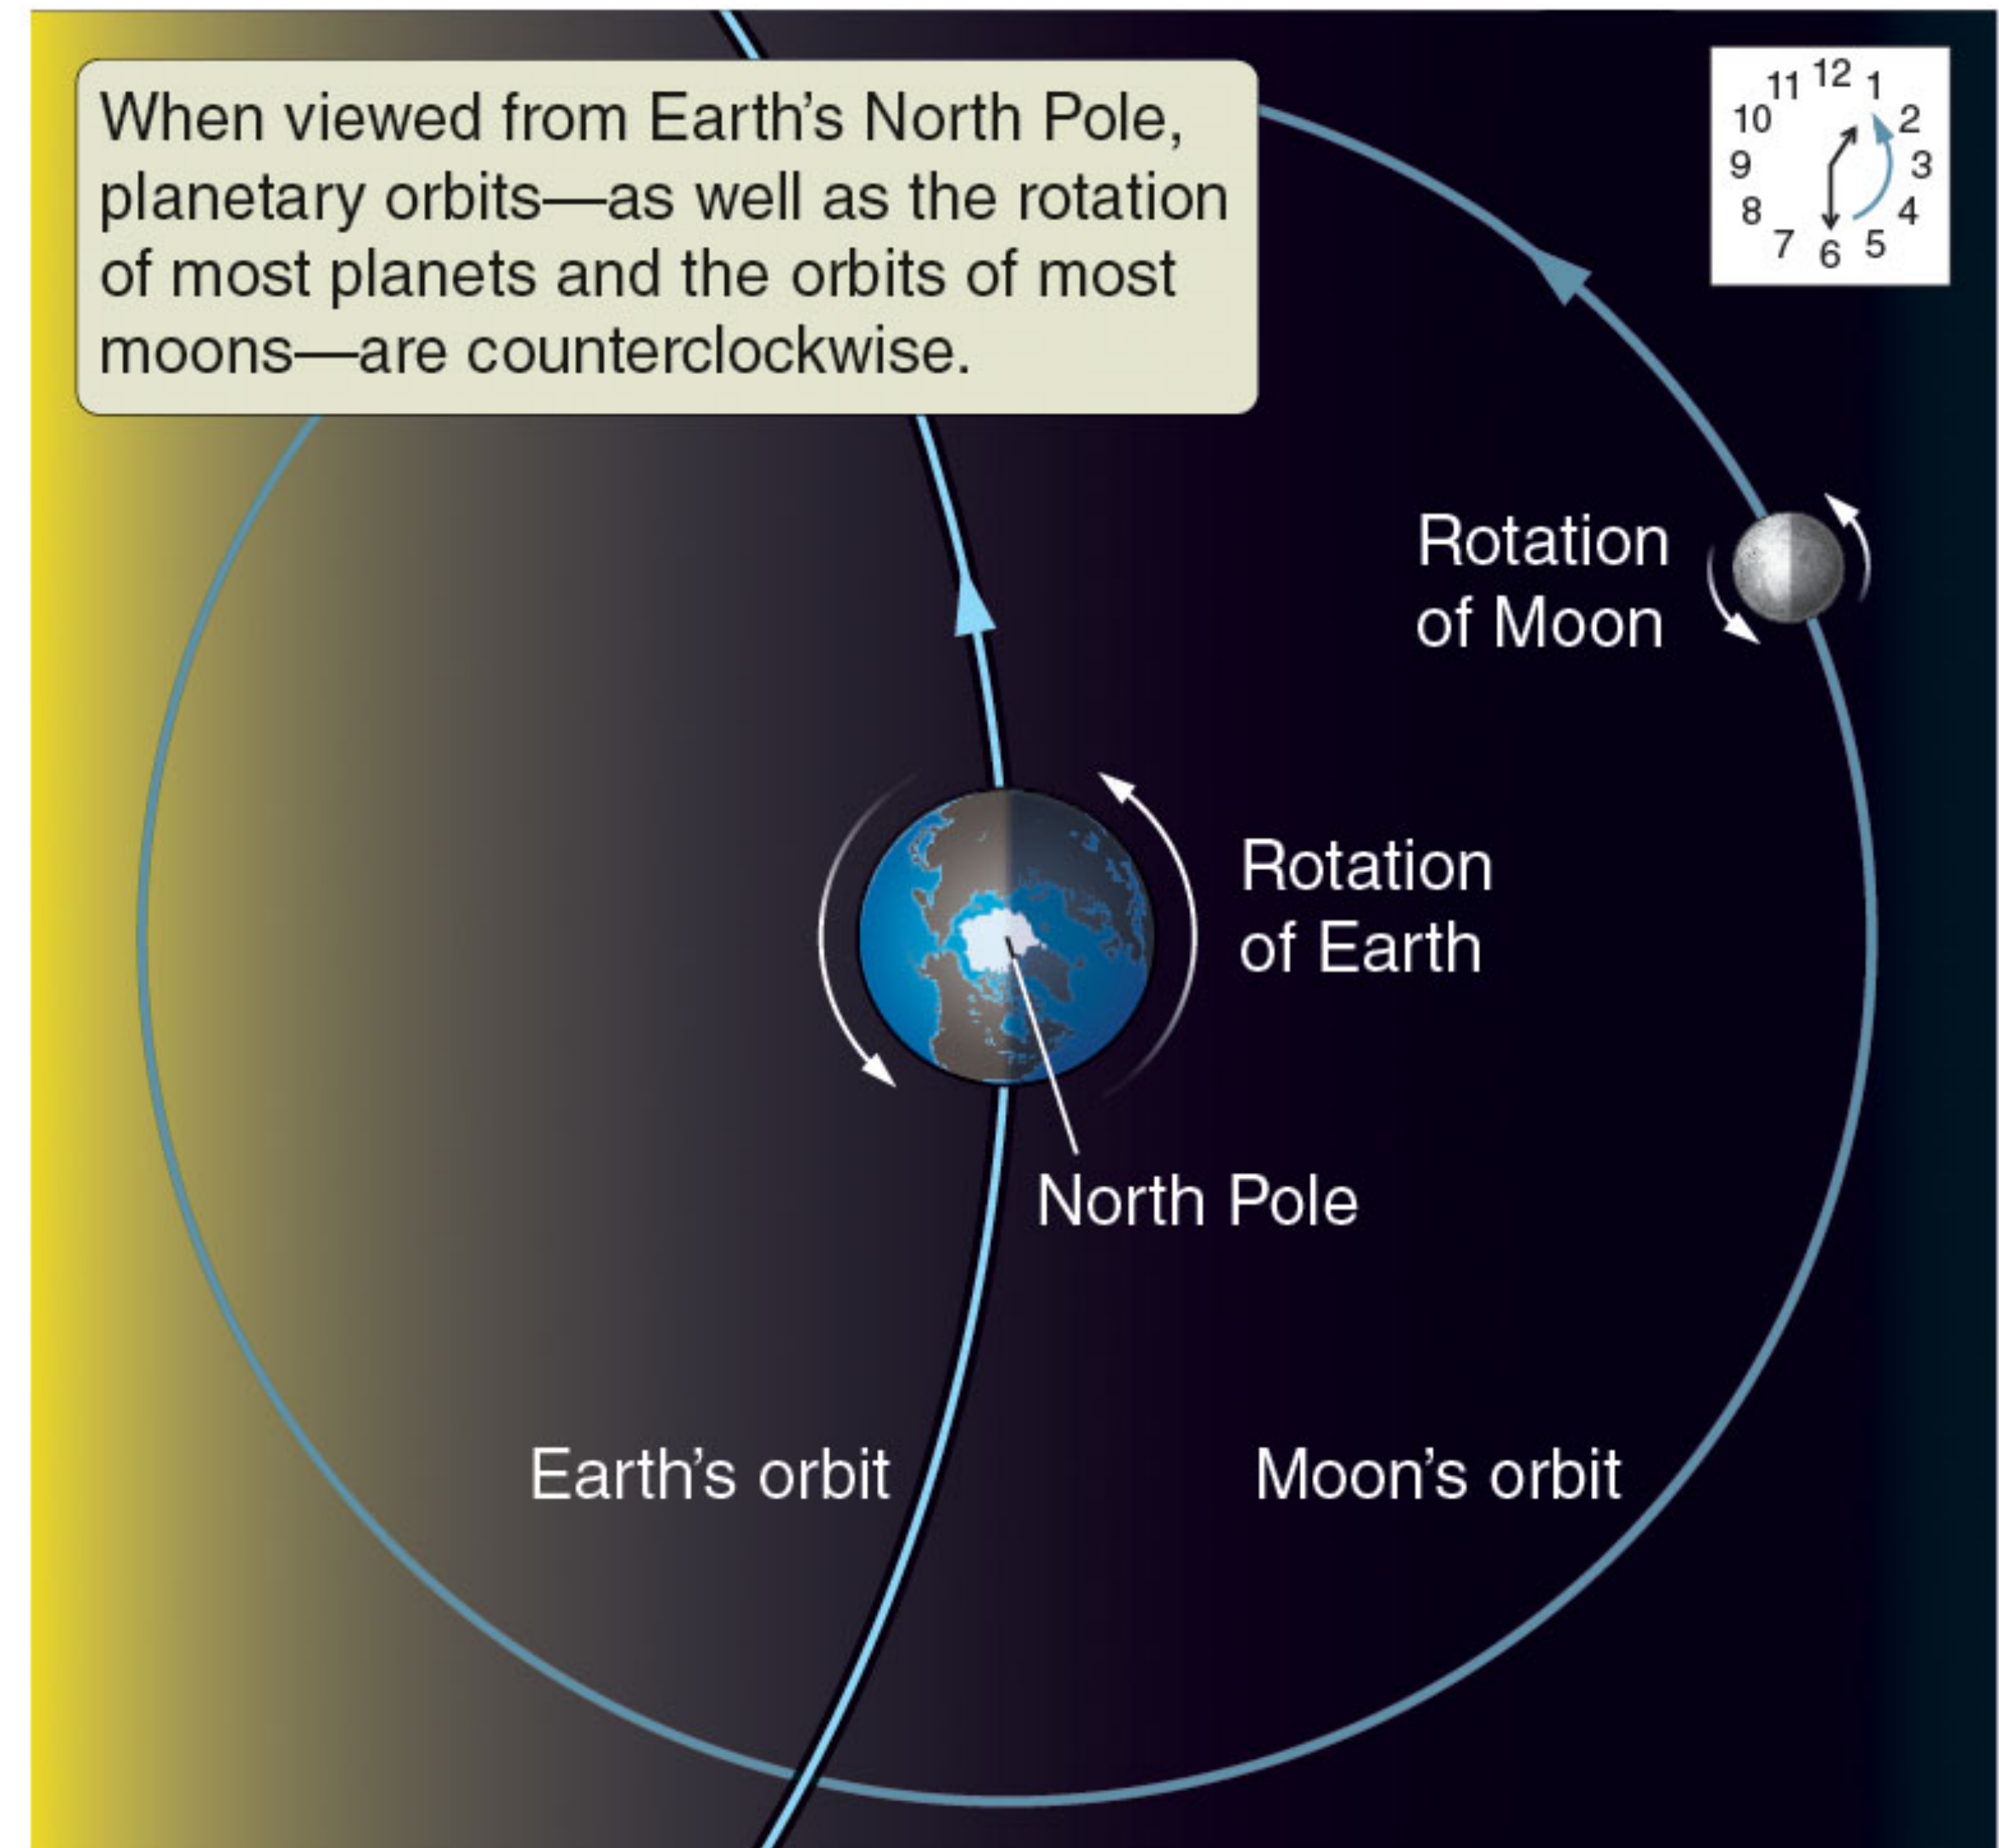 When viewed from Earth’s North Pole,
planetary orbits—as well as the rotation
of most planets and the orbits of most
moons—are counterclockwise.
11 12 1
10 2
9 3
8 4
7 6 5
Rotation
of Moon
Rotation
of Earth
North Pole
Earth’s orbit
Moon’s orbit